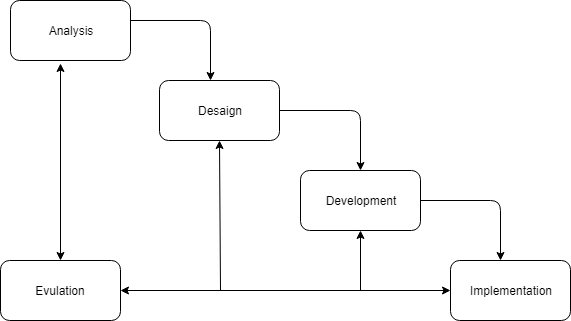 Analysis
Desaign
Development
Evulation
Implementation